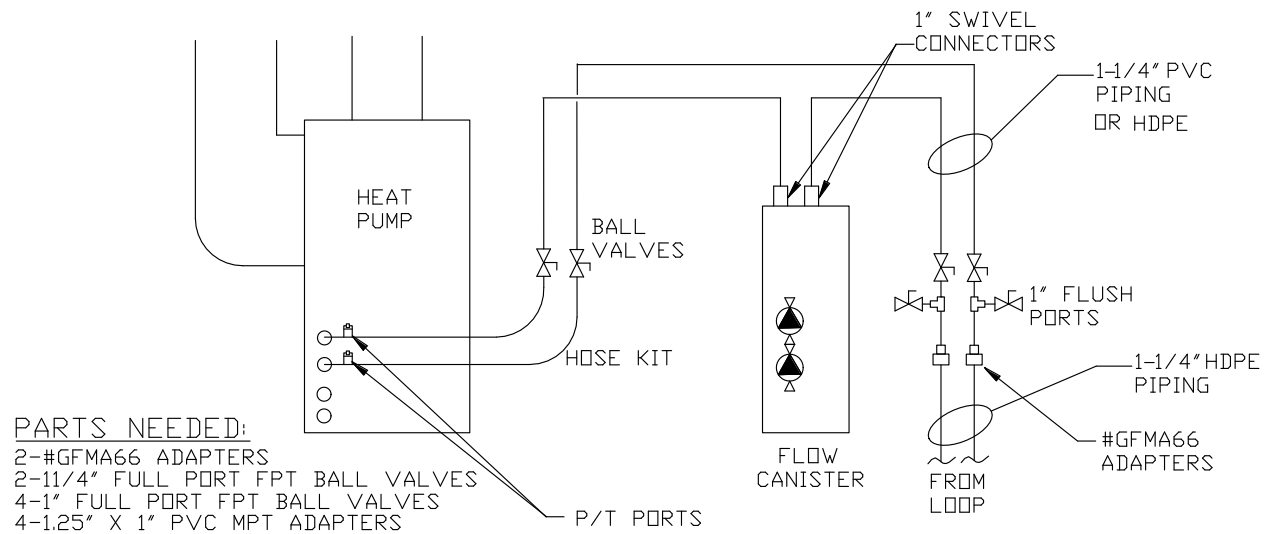 1" SWIVEL
CONNECTORS
1-1/4" PVC
PIPING
OR HDPE
HEAT
PUMP
BALL
VALVES
1" FLUSH
PORTS
HOSE KIT
1-1/4" HDPE
PIPING
PARTS NEEDED:
2-#GFMA66 ADAPTERS
2-11/4" FULL PORT FPT BALL VALVES
4-1" FULL PORT FPT BALL VALVES
4-1.25" X 1" PVC MPT ADAPTERS
FLOW
CANISTER
#GFMA66
ADAPTERS
FROM
LOOP
P/T PORTS